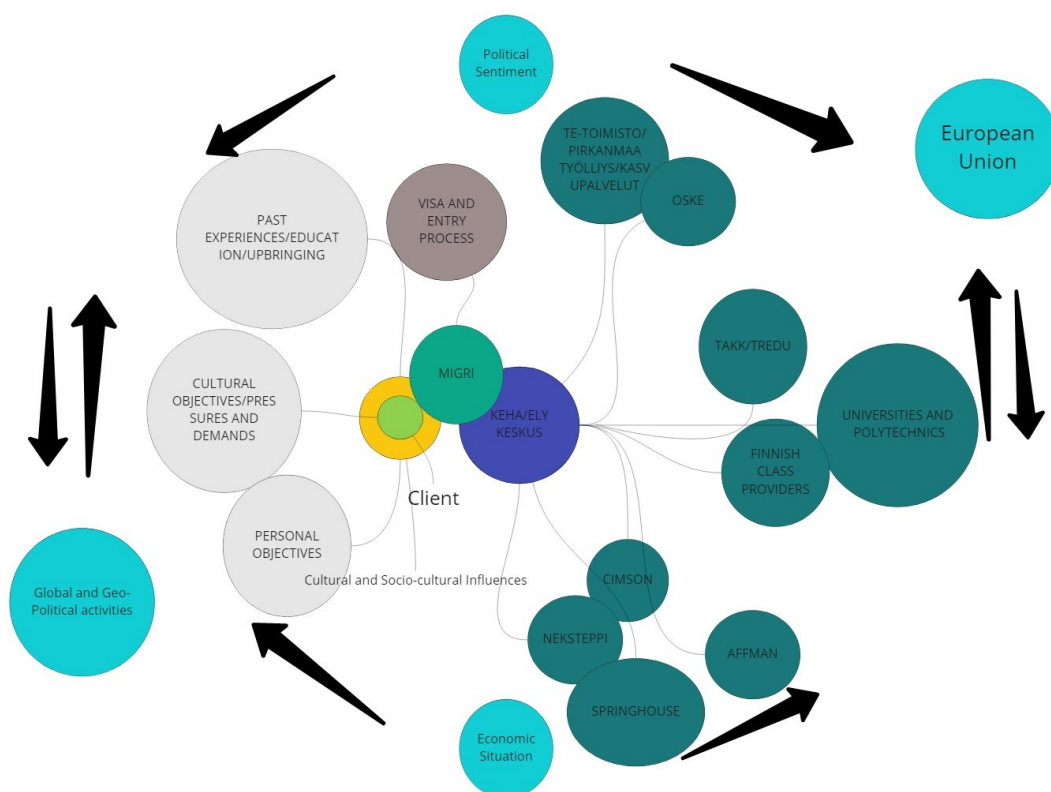 Political
Sentiment
European
Union
TE-TOIMISTO/
PIRKANMAA
TYÖLLIYS/KASV
UPALVELUT
OSKE
VISA AND
ENTRY
PROCESS
PAST
EXPERIENCES/EDUCAT
ION/UPBRINGING
TAKK/TREDU
MIGRI
CULTURAL
OBJECTIVES/PRES
SURES AND
DEMANDS
KEHA/ELY
KESKUS
UNIVERSITIES AND
POLYTECHNICS
FINNISH
CLASS
PROVIDERS
Client
PERSONAL
OBJECTIVES
Cultural and Socio-cultural Influences
CIMSON
Global and Geo-
Political activities
NEKSTEPPI
AFFMAN
SPRINGHOUSE
Economic
Situation